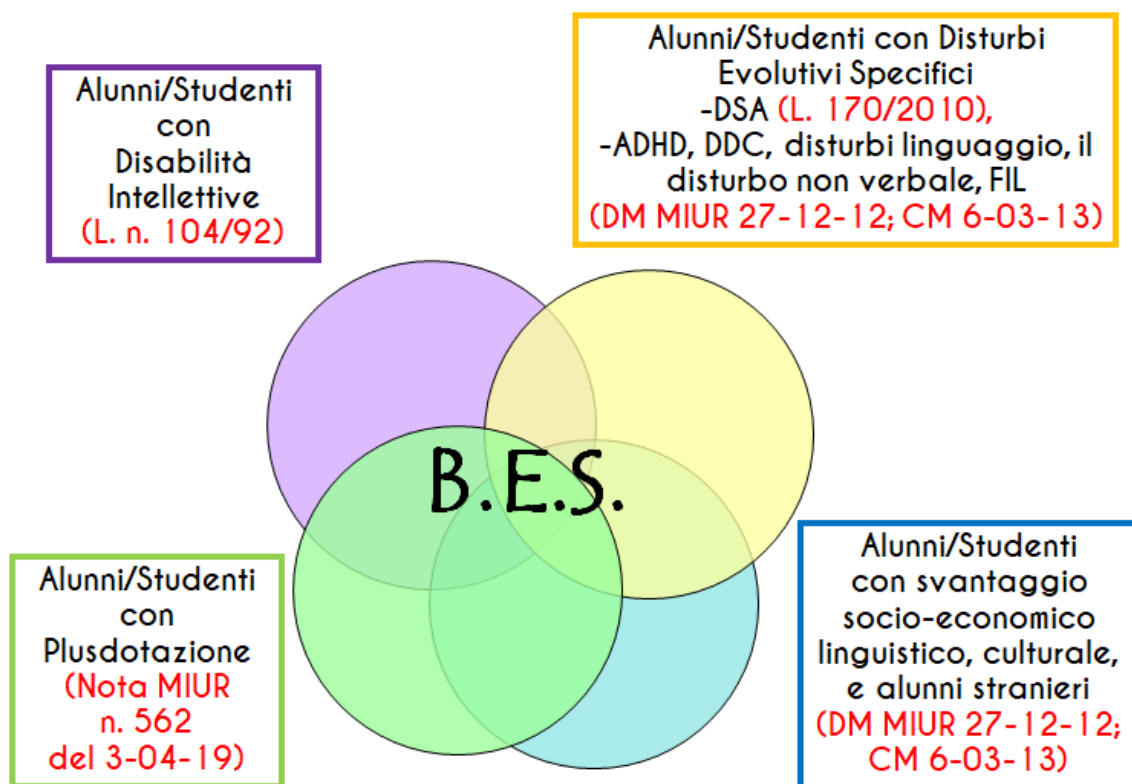 Alunni/Studenti
con
Disabilità
Intellettive
(L. n. 104/92)
Alunni/Studenti con Disturbi
Evolutivi Specifici
-DSA (L. 170/2010),
-ADHD, DDC, disturbi linguaggio, il
disturbo non verbale, FIL
(DM MIUR 27-12-12; CM 6-03-13)
B.E.S.
Alunni/Studenti
con
Plusdotazione
(Nota MIUR
n. 562
del 3-04-19)
Alunni/Studenti
con svantaggio
socio-economico
linguistico, culturale,
e alunni stranieri
(DM MIUR 27-12-12;
CM 6-03-13)